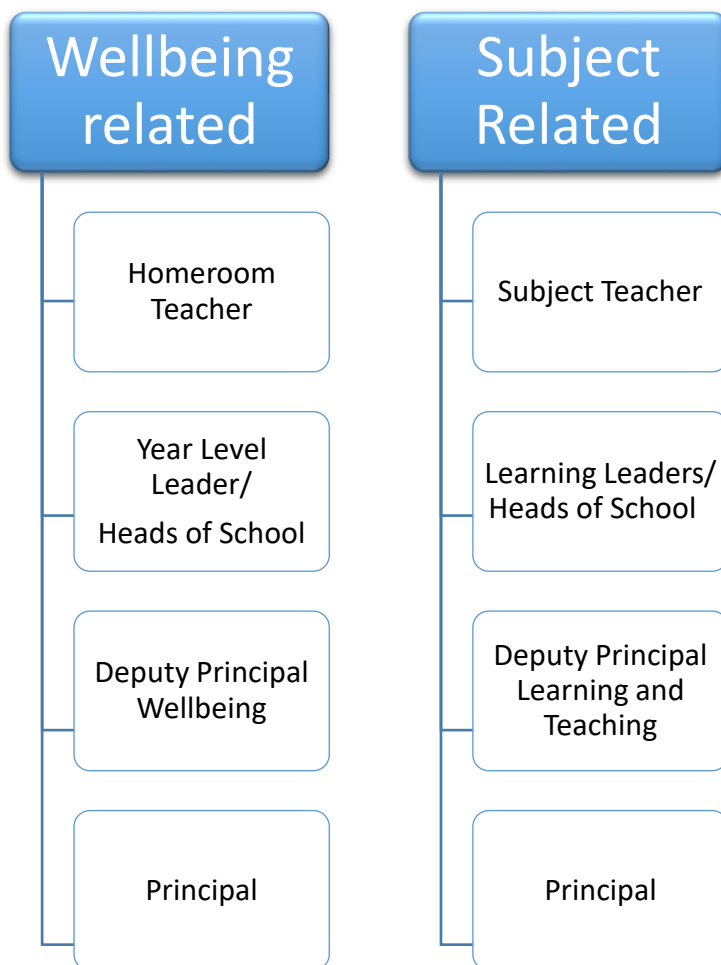 Wellbeing
related
Homeroom
Teacher
Year Level
Leader/
Heads of School
Deputy Principal
Wellbeing
Principal
Subject
Related
Subject Teacher
Learning Leaders/
Heads of School
Deputy Principal
Learning and
Teaching
Principal